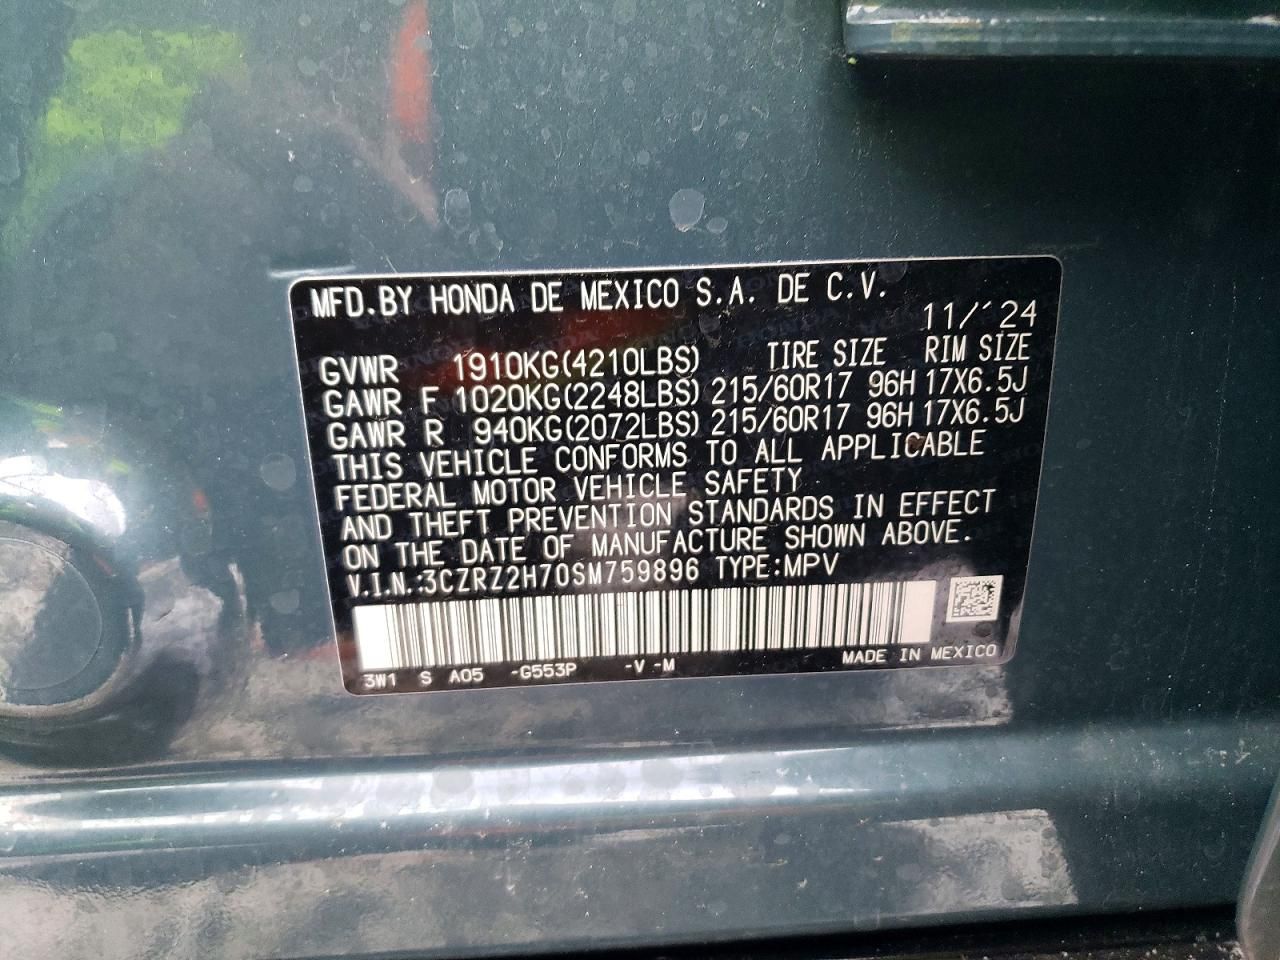 MFD.BY HONDA DE MEXICO S.A. DE C.V.
11/´24
GVWR 1910KG(4210LBS) TIRE SIZE RIM SIZE
GAWR F 1020KG(2248LBS) 215/60R17 96H 17X6.5J
GAWR R 940KG(2072LBS) 215/60R17 96H 17X6.5J
THIS VEHICLE CONFORMS TO ALL APPLICABLE
FEDERAL MOTOR VEHICLE SAFETY
AND THEFT PREVENTION STANDARDS IN EFFECT
ON THE DATE OF MANUFACTURE SHOWN ABOVE.
V.I.N.:3CZRZ2H70SM759896 TYPE:MPV
3W1 S A05 -G553P -V -M MADE IN MEXICO